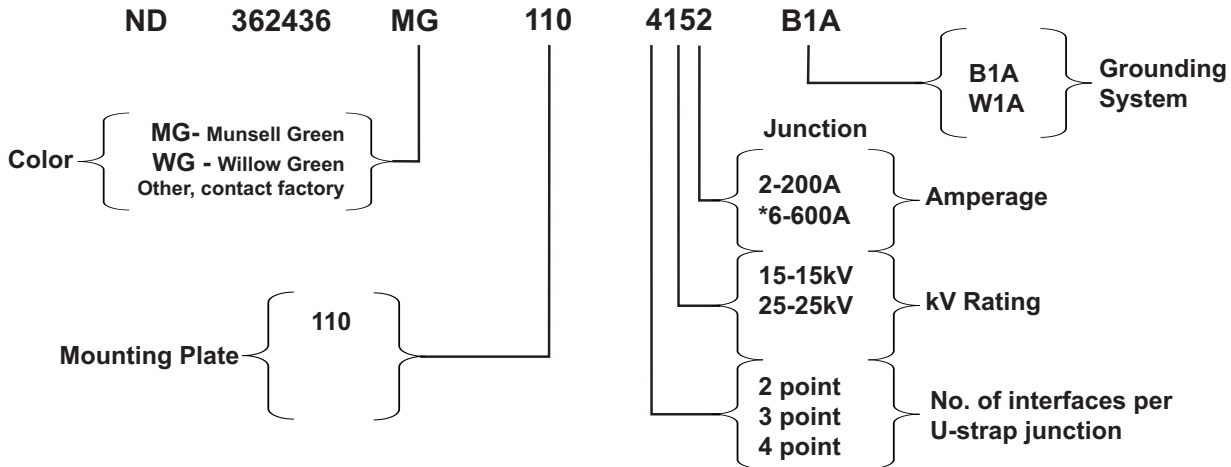 ND 362436 MG 110 4152 B1A
B1A
W1A
Grounding
System
Color
MG- Munsell Green
WG - Willow Green
Other, contact factory
Junction
2-200A
*6-600A
Amperage
15-15kV
25-25kV
kV Rating
Mounting Plate
110
2 point
3 point
4 point
No. of interfaces per
U-strap junction